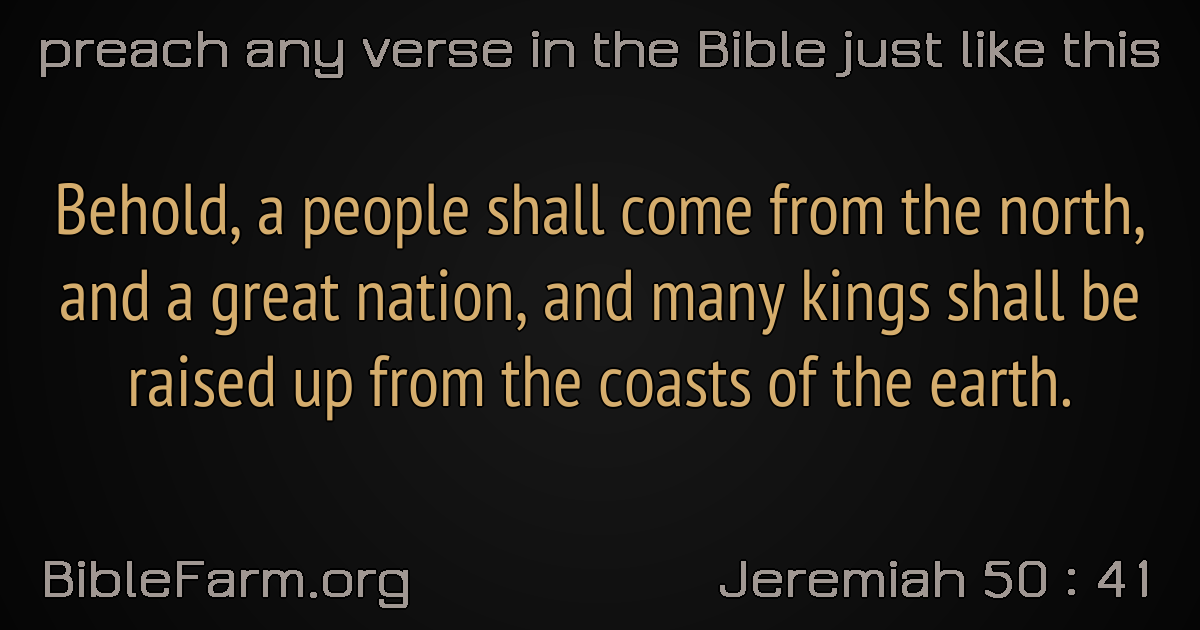 preach any verse in the Bible just like this
Behold, a people shall come from the north,
and a great nation, and many kings shall be
raised up from the coasts of the earth.
BibleFarm.org
Jeremiah 50 : 41